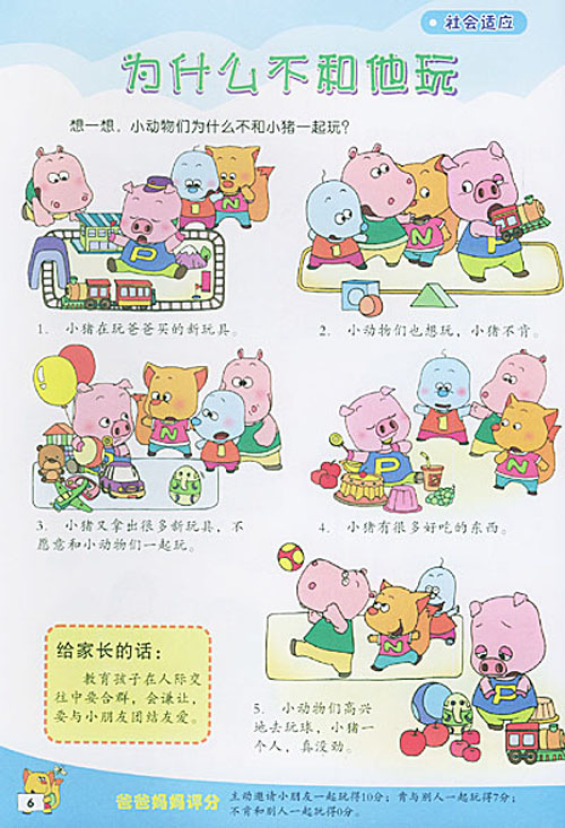 社会适应
为什么不和他玩
想一想，小动物们为什么不和小猪一起玩？
1. 小猪在玩爸爸买的新玩具。
2. 小动物们也想玩，小猪不肯。
3. 小猪又拿出很多新玩具，不
愿意和小动物们一起玩。
4. 小猪有很多好吃的东西。
给家长的话：
教育孩子在人际交
往中要合群，会谦让，
要与小朋友团结友爱。
5. 小动物们高兴
地去玩球，小猪一
个人，真没劲。
6
爸爸妈妈评分
主动邀请小朋友一起玩得10分；肯与别人一起玩得7分；
不肯和别人一起玩得0分。